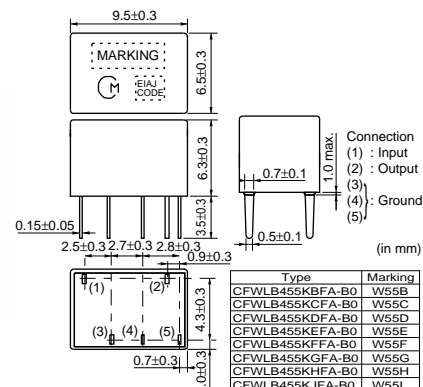 9.5±0.3
MARKING
M
EIAJ
CODE
6.5±0.3
6.3±0.3
3.5±0.3
0.15±0.05
2.5±0.3 2.7±0.3 2.8±0.3
0.9±0.3
0.7±0.1
1.0 max.
0.5±0.1
Connection
(1) : Input
(2) : Output
(3)
(4) : Ground
(5)
(in mm)
(1)
(2)
(3)
(4)
(5)
4.3±0.3
0.7±0.3
.0±0.3
Type Marking
CFWLB455KBFA-B0 W55B
CFWLB455KCFA-B0 W55C
CFWLB455KDFA-B0 W55D
CFWLB455KEFA-B0 W55E
CFWLB455KFFA-B0 W55F
CFWLB455KGFA-B0 W55G
CFWLB455KHFA-B0 W55H
CFWLB455KJFA-B0